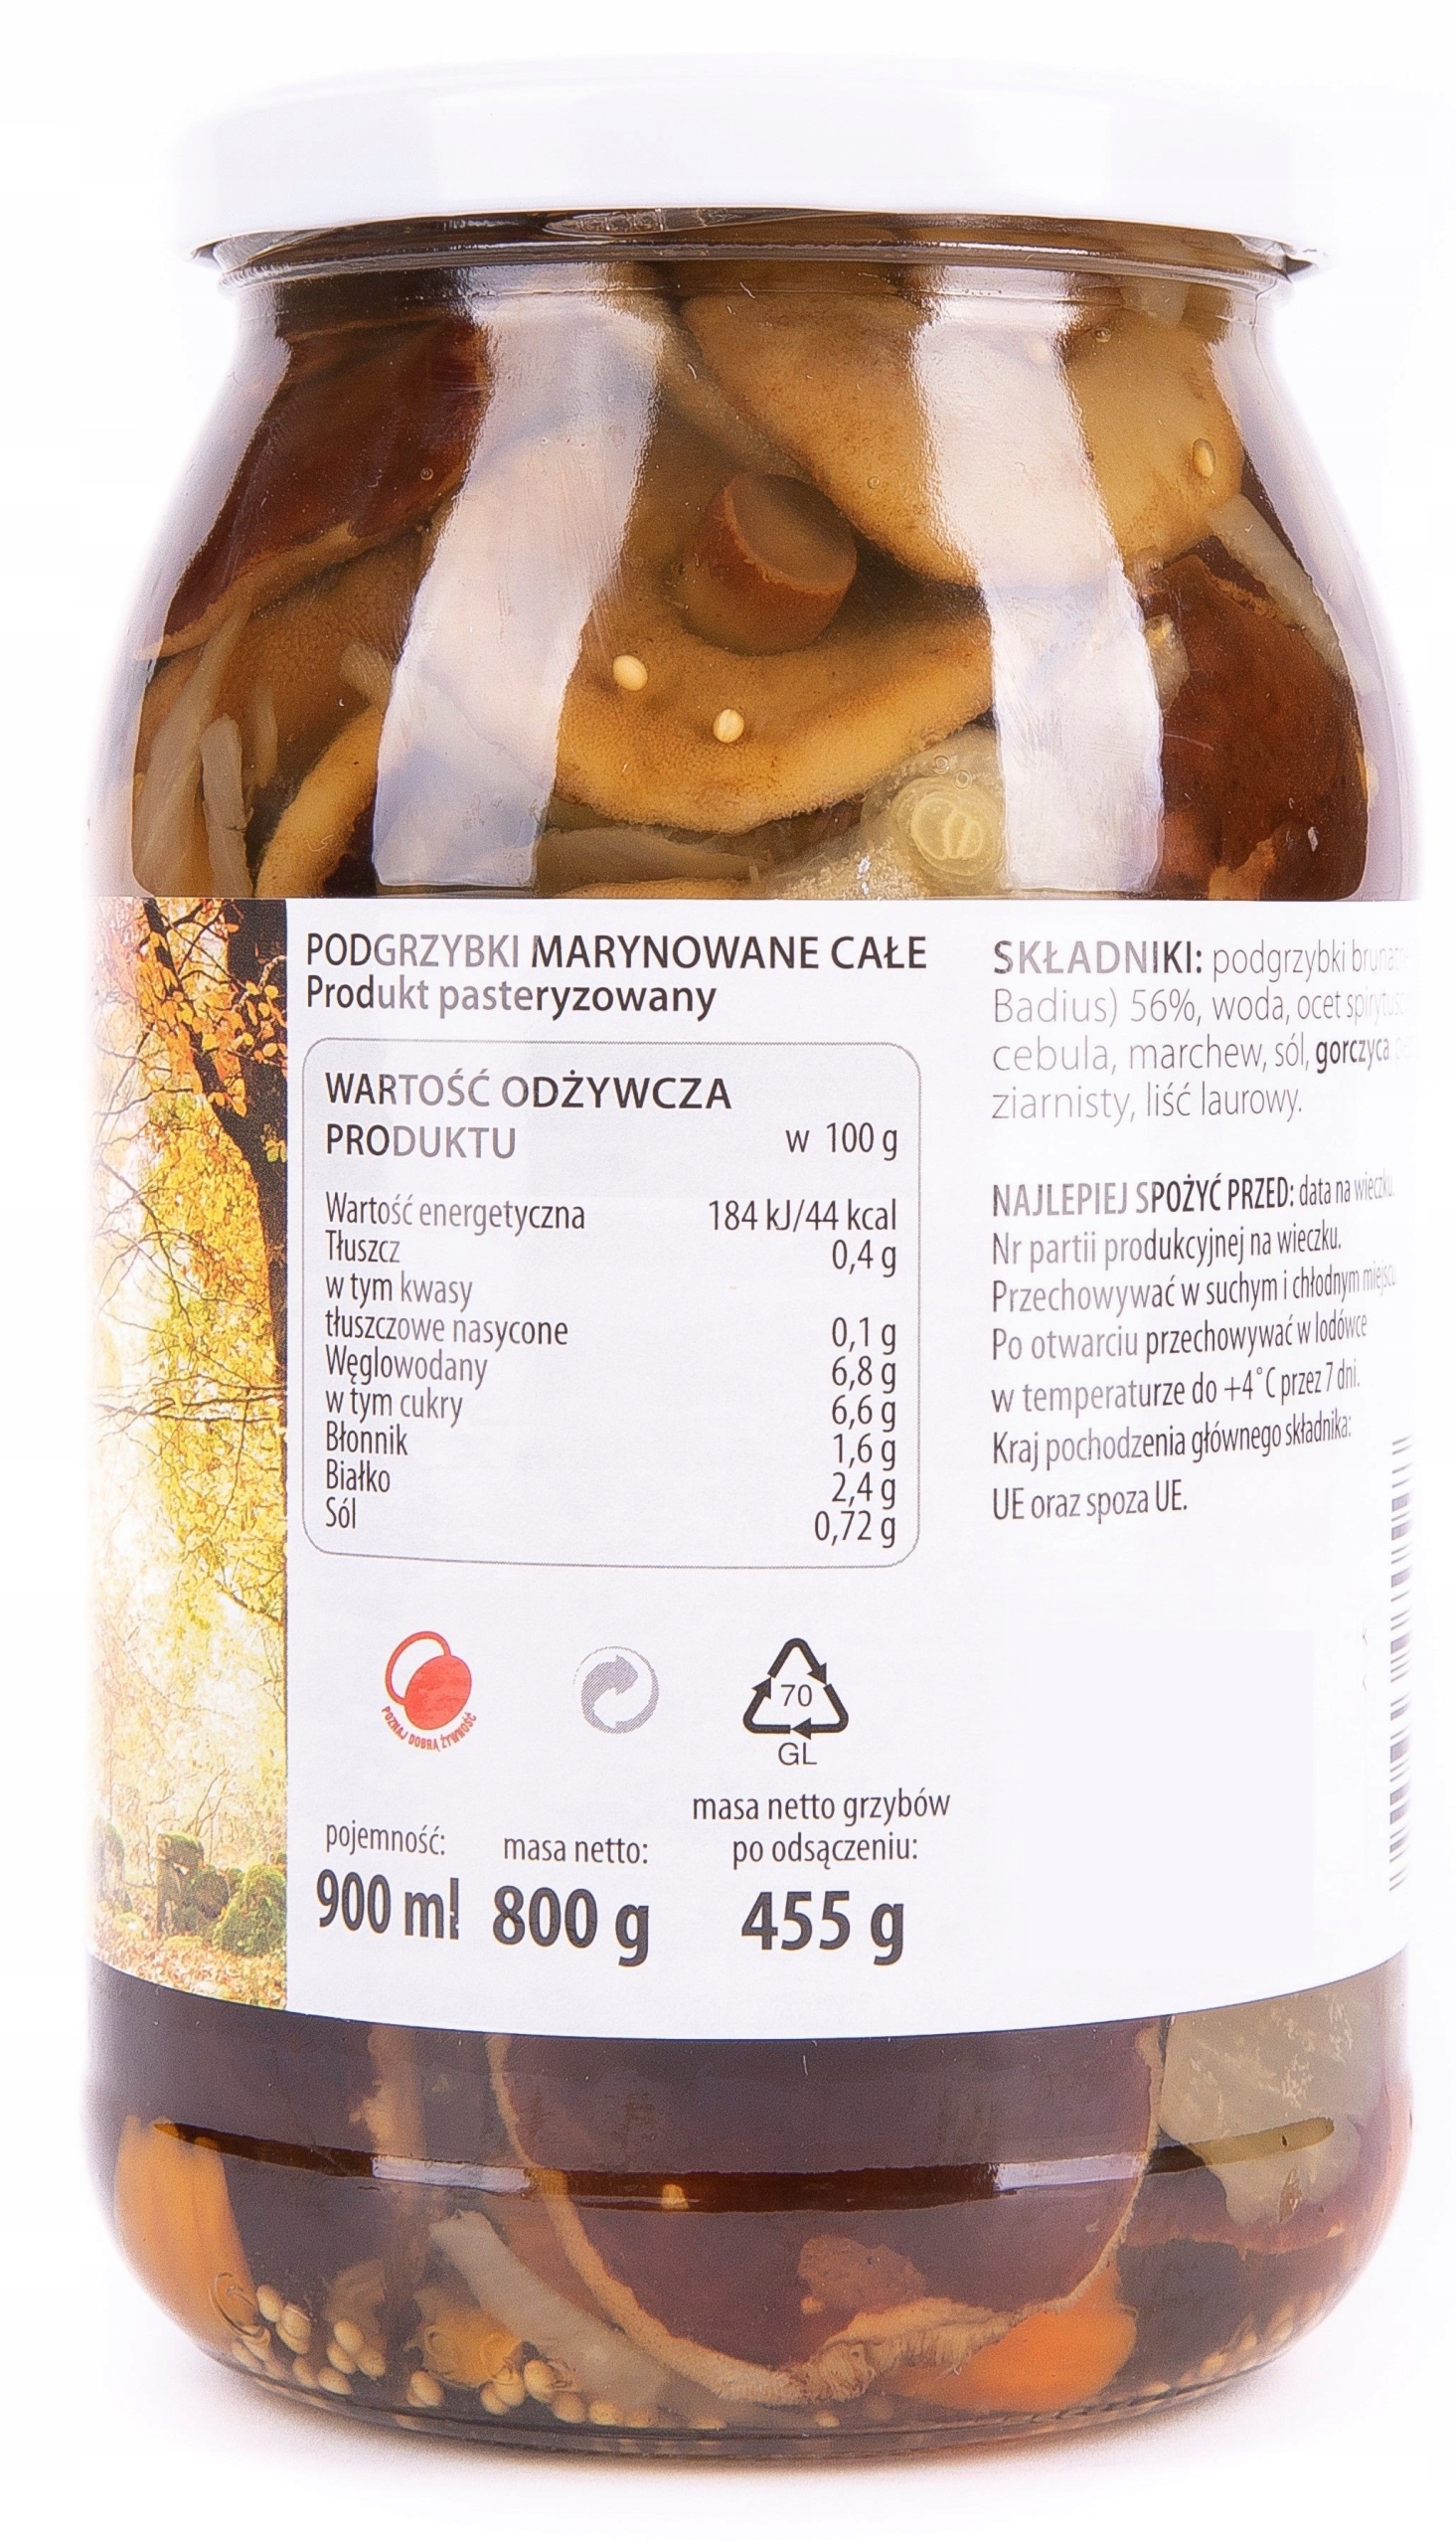 PODGRZYBKI MARYNOWANE CAŁE
Produkt pasteryzowany
WARTOŚĆ ODŻYWCZA
PRODUKTU w 100 g
Wartość energetyczna 184 kJ/44 kcal
Tłuszcz 0,4 g
w tym kwasy
tłuszczowe nasycone 0,1 g
Węglowodany 6,8 g
w tym cukry 6,6 g
Błonnik 1,6 g
Białko 2,4 g
Sól 0,72 g
POZNAJ DOBRĄ ŻYWNOŚĆ
70
GL
pojemność:
900 ml
masa netto:
800 g
masa netto grzybów
po odsączeniu:
455 g
SKŁADNIKI: podgrzybki
Badius) 56%, woda, ocet
cebula, marchew, sól, gorczyca
ziarnisty, liść laurowy.
NAJLEPIEJ SPOŻYĆ PRZED: data na wieczku.
Nr partii produkcyjnej na wieczku.
Przechowywać w suchym i chłodnym miejscu.
Po otwarciu przechowywać w lodówce
w temperaturze do +4°C przez 7 dni.
Kraj pochodzenia głównego składnika:
UE oraz spoza UE.